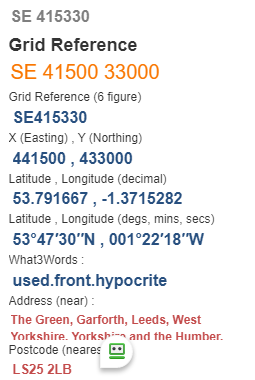 SE 415330
Grid Reference
SE 41500 33000
Grid Reference (6 figure)
SE415330
X (Easting) , Y (Northing)
441500 , 433000
Latitude , Longitude (decimal)
53.791667 , -1.3715282
Latitude , Longitude (degs, mins, secs)
53°47′30″N , 001°22′18″W
What3Words :
used.front.hypocrite
Address (near) :
The Green, Garforth, Leeds, West
Yorkshire, Yorkshire and the Humber,
Postcode (neares
LS25 2LB